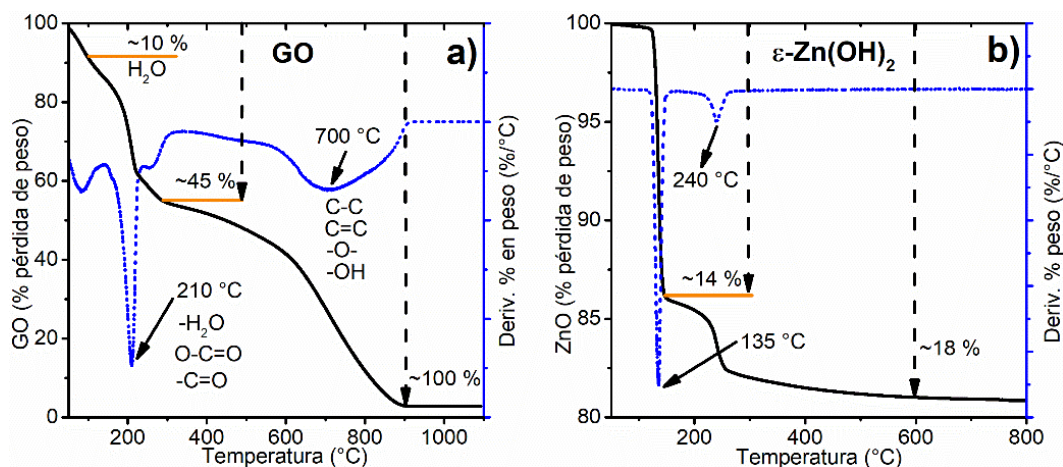 GO
a)
GO (% pérdida de peso)
100
80
60
40
20
0
~10 %
H₂O
~45 %
700 °C
C-C
C=C
-O-
-OH
210 °C
-H₂O
O-C=O
-C=O
~100 %
200 400 600 800 1000
Temperatura (°C)
Deriv. % en peso (%/°C)
ε-Zn(OH)₂
b)
ZnO (% pérdida de peso)
100
95
90
85
80
240 °C
~14 %
135 °C
~18 %
200 400 600 800
Temperatura (°C)
Deriv. % peso (%/°C)